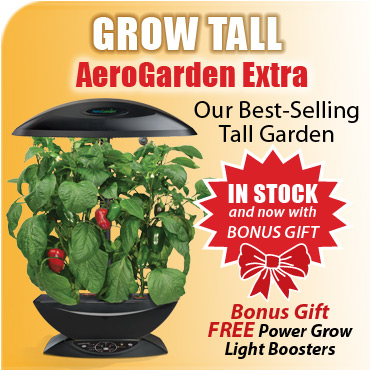 GROW TALL
AeroGarden Extra
Our Best-Selling
Tall Garden
IN STOCK
and now with
BONUS GIFT
Bonus Gift
FREE Power Grow
Light Boosters